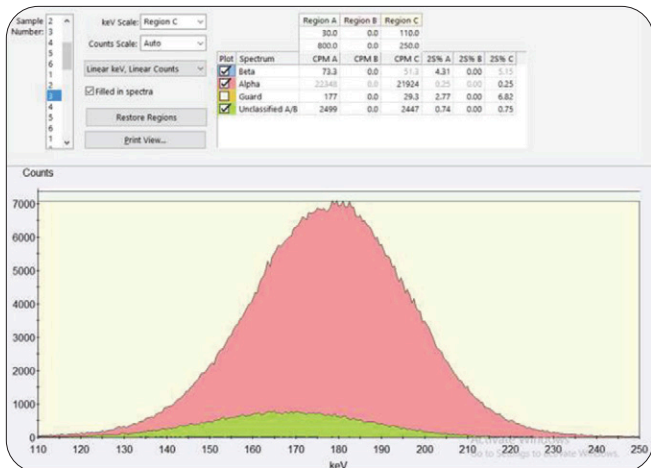 Sample Number:
2
3
4
5
6
1
2
3
4
5
6
1
keV Scale: Region C
Counts Scale: Auto
Linear keV, Linear Counts
Filled in spectra
Restore Regions
Print View...
Region A Region B Region C
30.0 0.0 110.0
800.0 0.0 250.0
Plot Spectrum CPM A CPM B CPM C 2S% A 2S% B 2S% C
Beta 73.3 0.0 51.3 4.31 0.00 5.15
Alpha 22348 0.0 21924 0.25 0.00 0.25
Guard 177 0.0 29.3 2.77 0.00 6.82
Unclassified A/B 2499 0.0 2447 0.74 0.00 0.75
Counts
7000
6000
5000
4000
3000
2000
1000
0
110 120 130 140 150 160 170 180 190 200 210 220 230 240 250
keV
Activate Windows
Go to Settings to activate Windows.